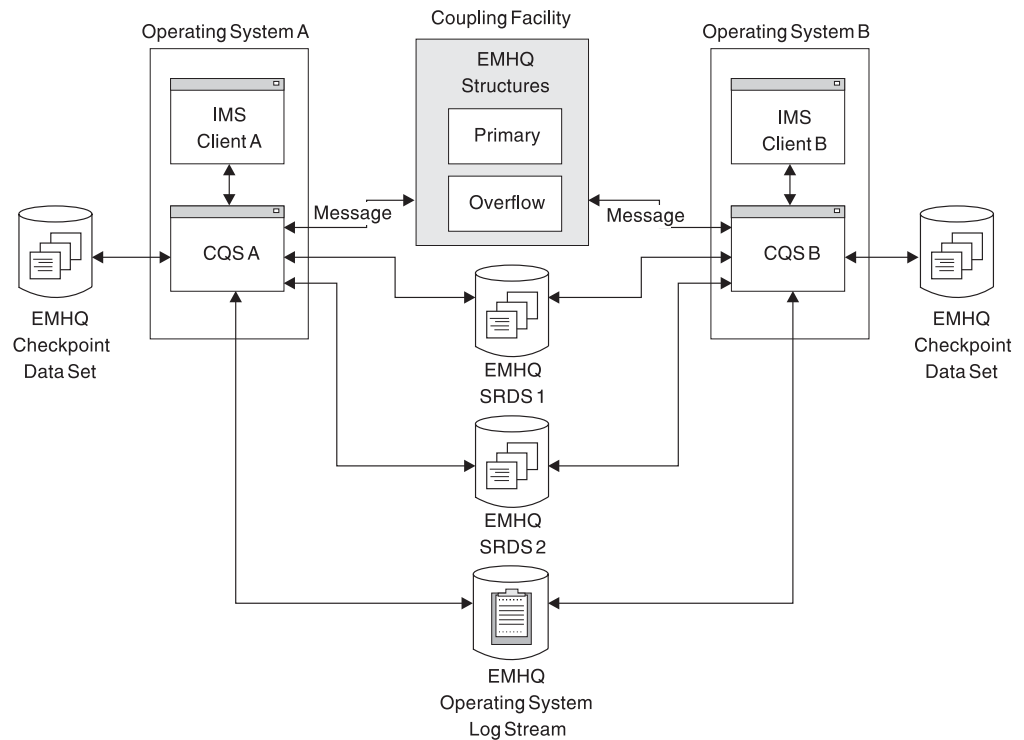 Coupling Facility
Operating System A
Operating System B
EMHQ
Structures
Primary
Overflow
IMS
Client A
IMS
Client B
Message
Message
CQS A
CQS B
EMHQ
Checkpoint
Data Set
EMHQ
Checkpoint
Data Set
EMHQ
SRDS 1
EMHQ
SRDS 2
EMHQ
Operating System
Log Stream